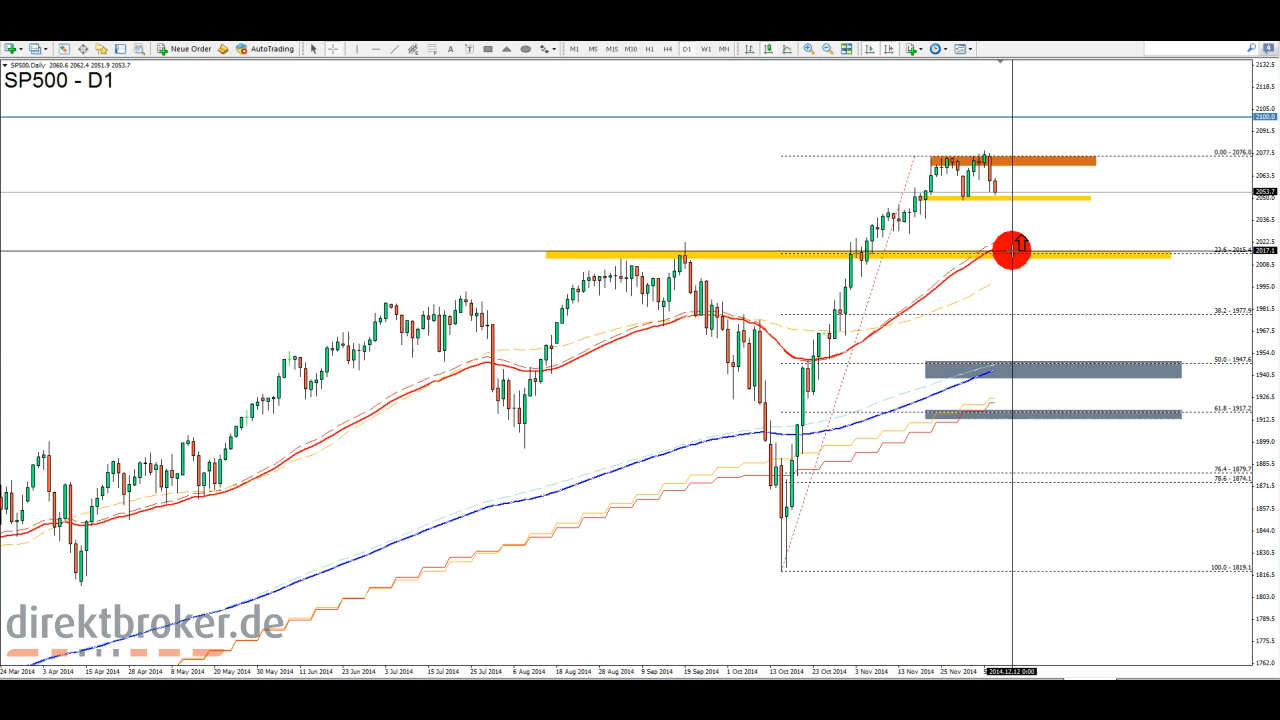 Neue Order AutoTrading A T M1 M5 M15 M30 H1 H4 D1 W1 MN 4
SP500.Daily 2060.6 2062.4 2051.9 2053.7
SP500 - D1
2132.5
2118.5
2105.0
2100.0
2091.5
0.00 - 2076.0
2077.5
2063.5
2053.7
2050.0
2036.5
2022.5
23.6 - 2015.4
2017.1
2008.5
1995.0
38.2 - 1977.9
1981.5
1967.5
1954.0
50.0 - 1947.6
1940.5
1926.5
61.8 - 1917.2
1912.5
1899.0
1885.5
76.4 - 1879.7
78.6 - 1874.1
1871.5
1857.5
1844.0
1830.5
100.0 - 1819.1
1816.5
1803.0
direktbroker.de
1789.5
1775.5
1762.0
24 Mar 2014 3 Apr 2014 15 Apr 2014 28 Apr 2014 8 May 2014 20 May 2014 30 May 2014 11 Jun 2014 23 Jun 2014 3 Jul 2014 15 Jul 2014 25 Jul 2014 6 Aug 2014 18 Aug 2014 28 Aug 2014 9 Sep 2014 19 Sep 2014 1 Oct 2014 13 Oct 2014 23 Oct 2014 3 Nov 2014 13 Nov 2014 25 Nov 2014 2014.12.12 0:00